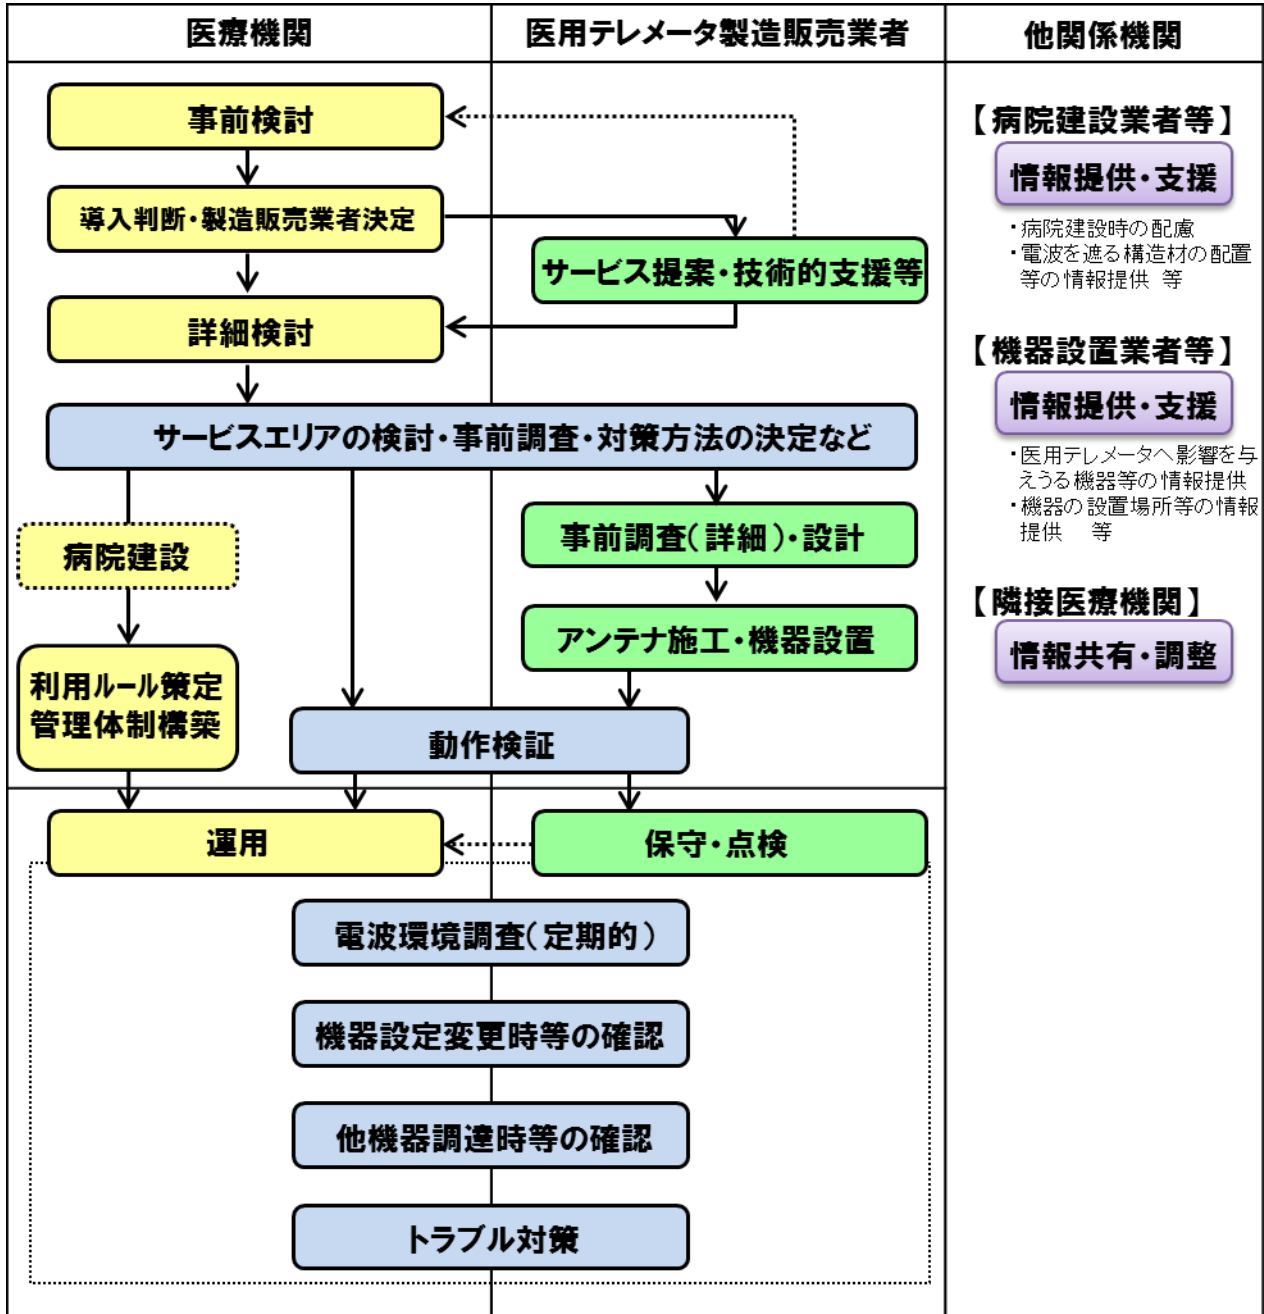 医療機関
医用テレメータ製造販売業者
他関係機関
事前検討
導入判断・製造販売業者決定
サービス提案・技術的支援等
詳細検討
サービスエリアの検討・事前調査・対策方法の決定など
病院建設
事前調査(詳細)・設計
アンテナ施工・機器設置
利用ルール策定
管理体制構築
動作検証
運用
保守・点検
電波環境調査(定期的)
機器設定変更時等の確認
他機器調達時等の確認
トラブル対策
【病院建設業者等】
情報提供・支援
・病院建設時の配慮
・電波を遮る構造材の配置
等の情報提供 等
【機器設置業者等】
情報提供・支援
・医用テレメータへ影響を与
えうる機器等の情報提供
・機器の設置場所等の情報
提供 等
【隣接医療機関】
情報共有・調整